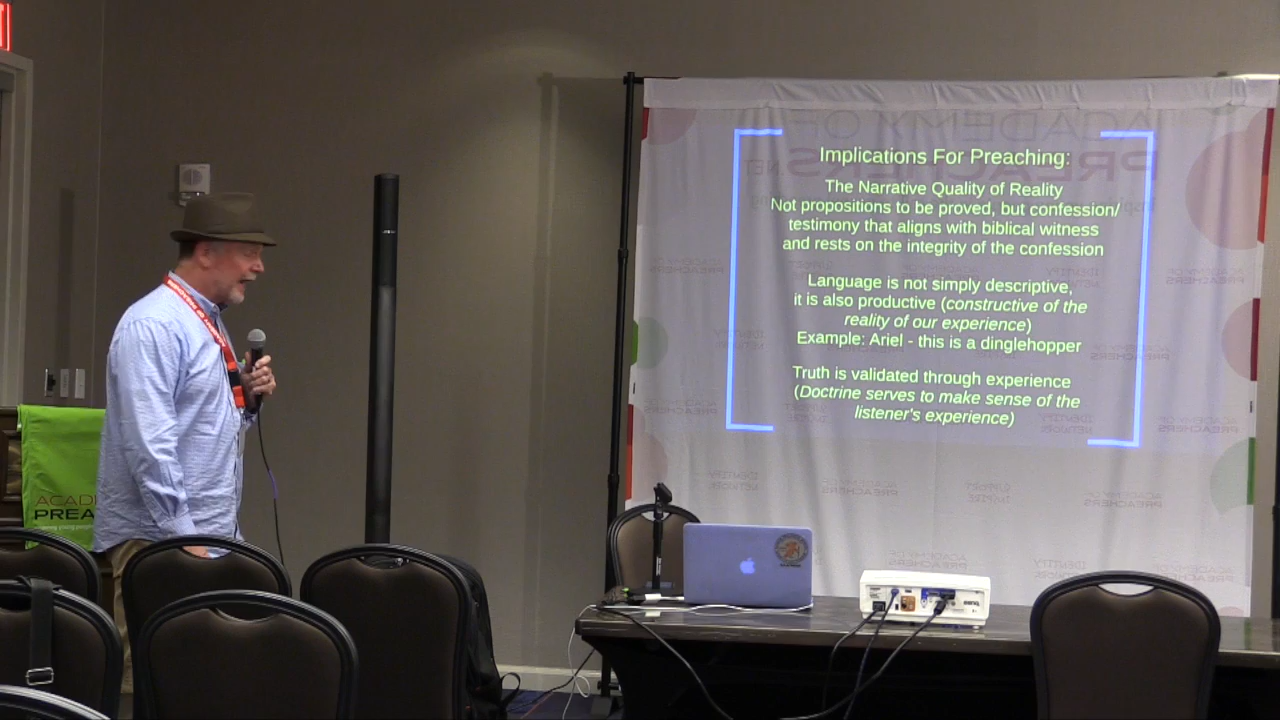 Implications For Preaching:
The Narrative Quality of Reality
Not propositions to be proved, but confession/
testimony that aligns with biblical witness
and rests on the integrity of the confession
Language is not simply descriptive,
it is also productive (constructive of the
reality of our experience)
Example: Ariel - this is a dinglehopper
Truth is validated through experience
(Doctrine serves to make sense of the
listener's experience)
ACADEMY OF
PREACHERS.NET
ACAD
PREA